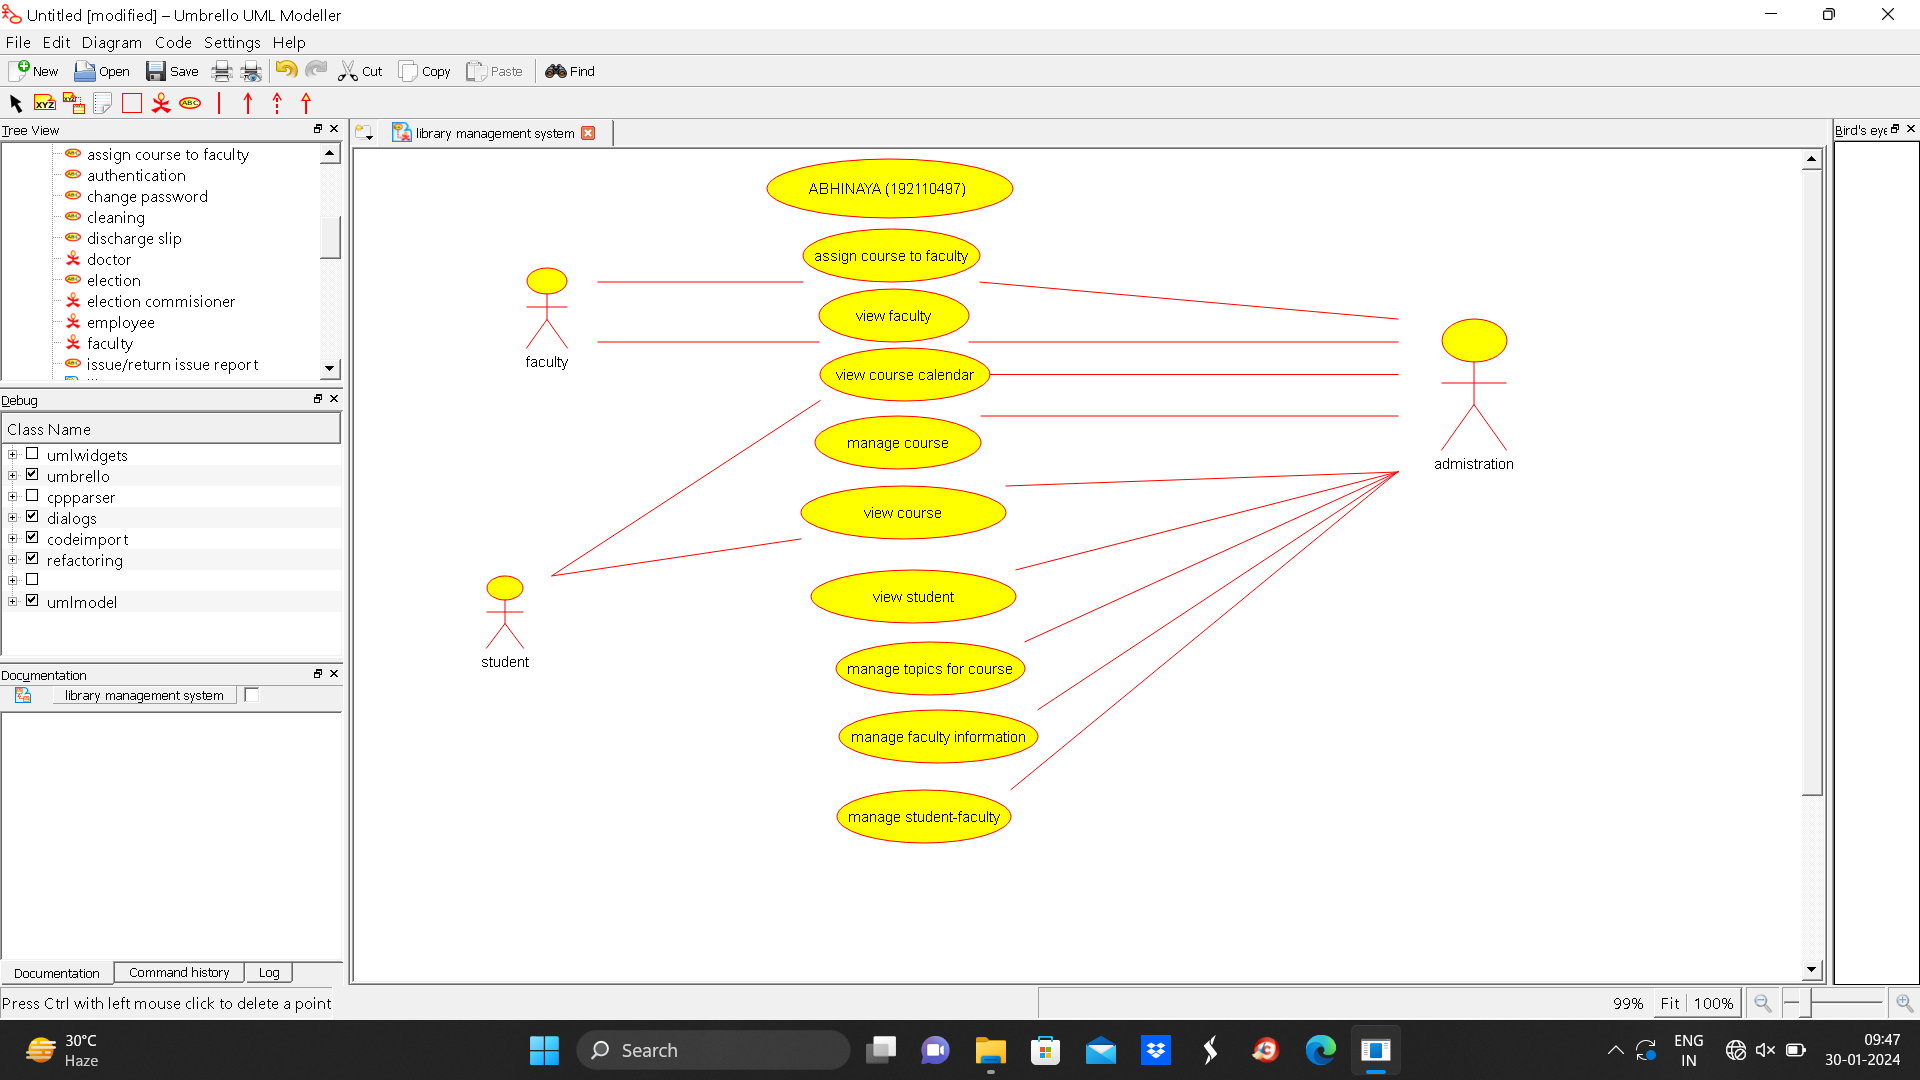 Untitled [modified] – Umbrello UML Modeller
File Edit Diagram Code Settings Help
New Open Save Cut Copy Paste Find
XYZ XYZ ABC
Tree View
library management system
Bird's eye
assign course to faculty
authentication
change password
cleaning
discharge slip
doctor
election
election commisioner
employee
faculty
issue/return issue report
Debug
Class Name
umlwidgets
umbrello
cppparser
dialogs
codeimport
refactoring
umlmodel
Documentation
library management system
Documentation Command history Log
Press Ctrl with left mouse click to delete a point
ABHINAYA (192110497)
assign course to faculty
view faculty
view course calendar
manage course
view course
view student
manage topics for course
manage faculty information
manage student-faculty
faculty
student
admistration
99% Fit 100%
30°C
Haze
Search
ENG
IN
09:47
30-01-2024